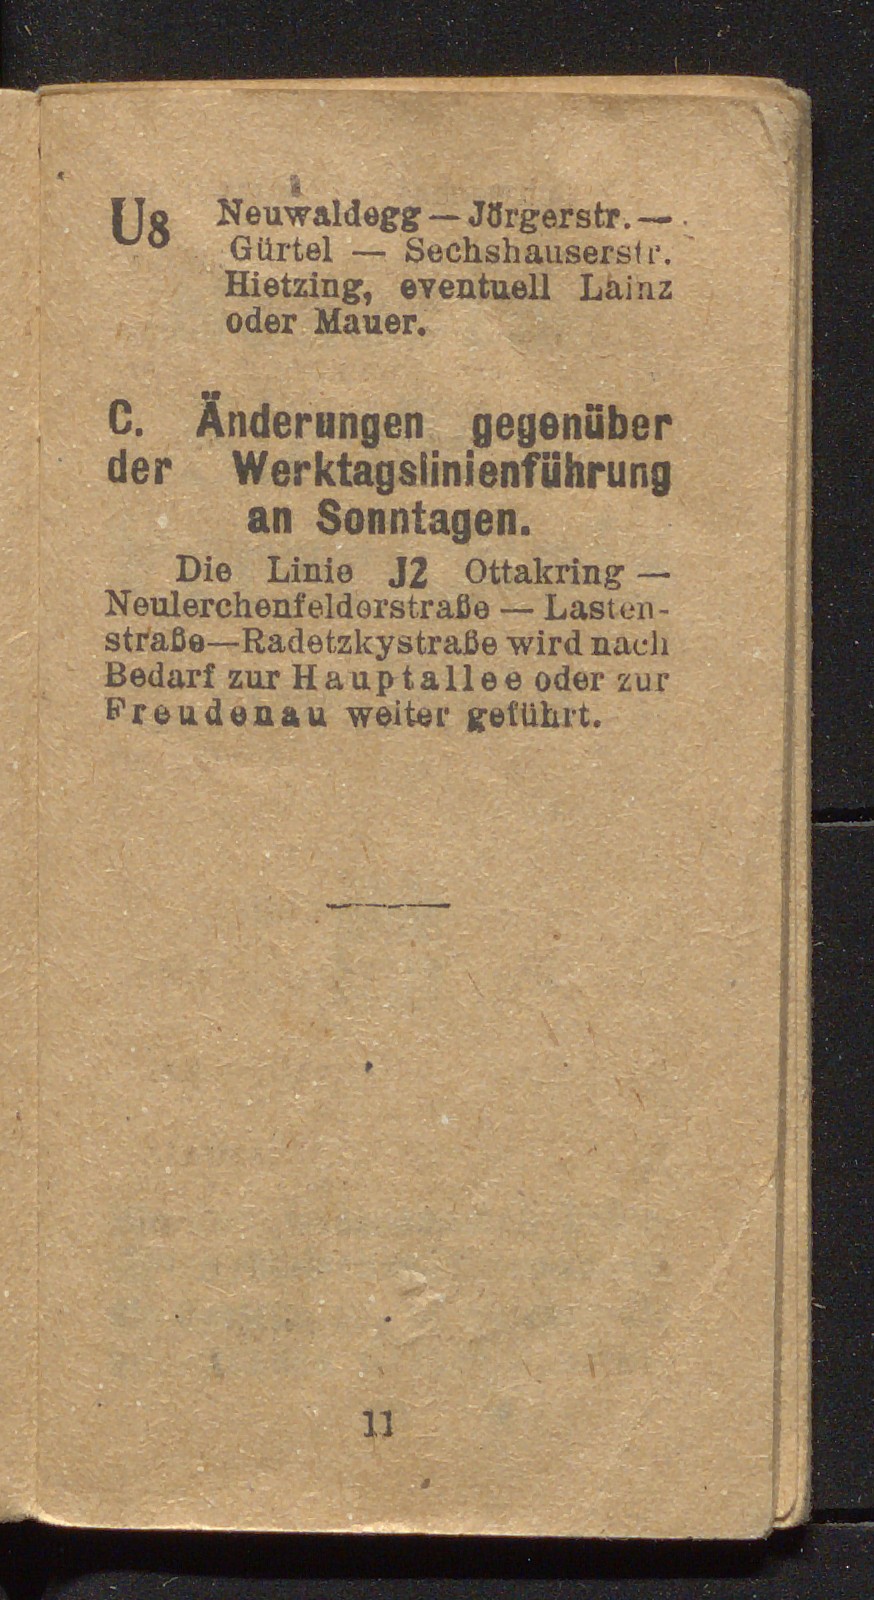 U8 Neuwaldegg — Jörgerstr. —
Gürtel — Sechshauserstr.
Hietzing, eventuell Lainz
oder Mauer.
C. Änderungen gegenüber
der Werktagslinienführung
an Sonntagen.
Die Linie J2 Ottakring —
Neulerchenfelderstraße — Lasten-
straße—Radetzkystraße wird nach
Bedarf zur Hauptallee oder zur
Freudenau weiter geführt.
11